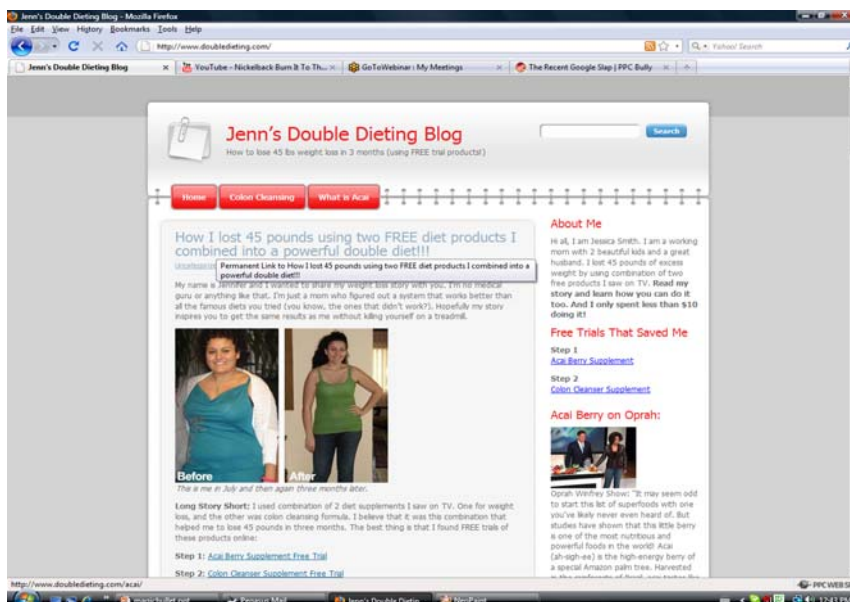 Jenn's Double Dieting Blog - Mozilla Firefox
File Edit View History Bookmarks Tools Help
http://www.doubledieting.com/
Yahoo! Search
Jenn's Double Dieting Blog
YouTube - Nickelback Burn It To Th...
GoToWebinar : My Meetings
The Recent Google Slap | PPC Bully
Jenn's Double Dieting Blog
How to lose 45 lbs weight loss in 3 months (using FREE trial products!)
Search
Home
Colon Cleansing
What is Acai
How I lost 45 pounds using two FREE diet products I
combined into a powerful double diet!!!
Permanent Link to How I lost 45 pounds using two FREE diet products I combined into a
powerful double diet!!!
My name is Jennifer and I wanted to share my weight loss story with you. I'm no medical
guru or anything like that. I'm just a mom who figured out a system that works better than
all the famous diets you tried (you know, the ones that didn't work?). Hopefully my story
inspires you to get the same results as me without killing yourself on a treadmill.
Before
After
This is me in July and then again three months later.
Long Story Short: I used combination of 2 diet supplements I saw on TV. One for weight
loss, and the other was colon cleansing formula. I believe that it was this combination that
helped me to lose 45 pounds in three months. The best thing is that I found FREE trials of
these products online:
Step 1: Acai Berry Supplement Free Trial
Step 2: Colon Cleanser Supplement Free Trial
About Me
Hi all, I am Jessica Smith. I am a working
mom with 2 beautiful kids and a great
husband. I lost 45 pounds of excess
weight by using combination of two
free products I saw on TV. Read my
story and learn how you can do it
too. And I only spent less than $10
doing it!
Free Trials That Saved Me
Step 1
Acai Berry Supplement
Step 2
Colon Cleanser Supplement
Acai Berry on Oprah:
Oprah Winfrey Show: "It may seem odd
to start this list of superfoods with one
you've likely never even heard of. But
studies have shown that this little berry
is one of the most nutritious and
powerful foods in the world! Acai
(ah-sigh-ee) is the high-energy berry of
a special Amazon palm tree. Harvested
http://www.doubledieting.com/acai/
PPC WEB S
magicbullet.ppt
Pegasus Mail
Jenn's Double Dietin
NeoPaint
12:43 PM